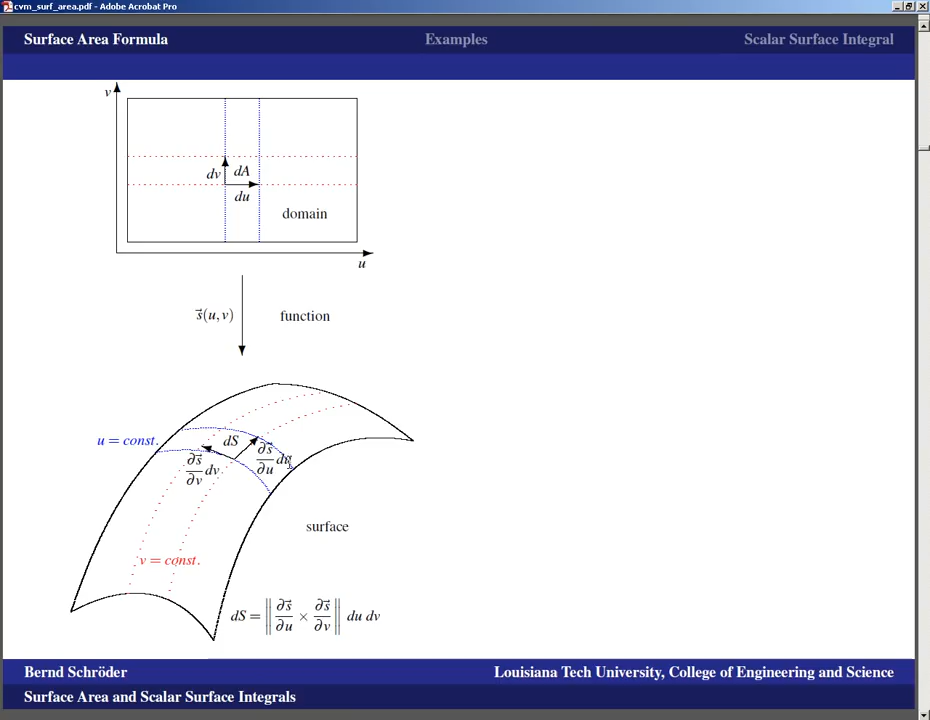 cvm_surf_area.pdf - Adobe Acrobat Pro
Surface Area Formula Examples Scalar Surface Integral
v
dv dA
du
domain
u
s⃗(u,v) function
u = const. dS
∂s⃗/∂v dv ∂s⃗/∂u du
surface
v = const.
dS = ‖∂s⃗/∂u × ∂s⃗/∂v‖ du dv
Bernd Schröder Louisiana Tech University, College of Engineering and Science
Surface Area and Scalar Surface Integrals